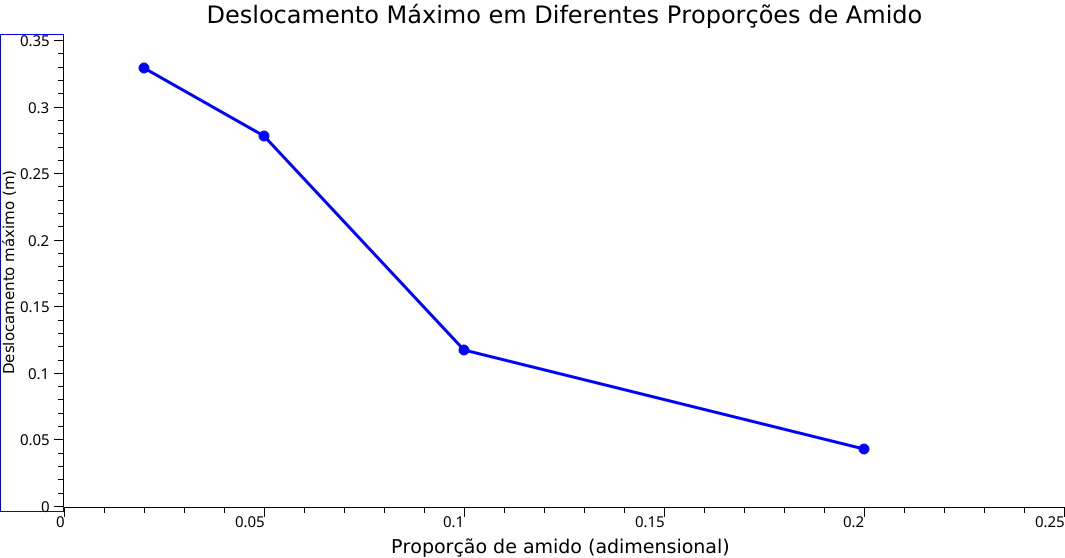 Deslocamento Máximo em Diferentes Proporções de Amido
Deslocamento máximo (m)
0.35
0.3
0.25
0.2
0.15
0.1
0.05
0
0 0.05 0.1 0.15 0.2 0.25
Proporção de amido (adimensional)